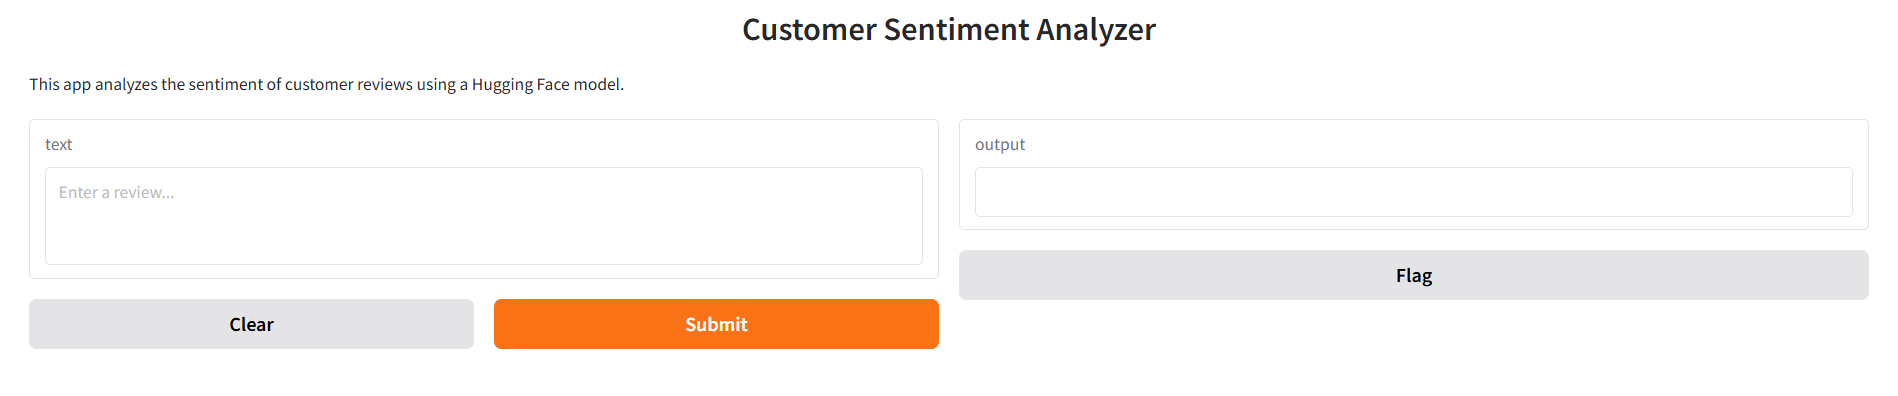 Customer Sentiment Analyzer
This app analyzes the sentiment of customer reviews using a Hugging Face model.
text
Enter a review...
Clear
Submit
output
Flag